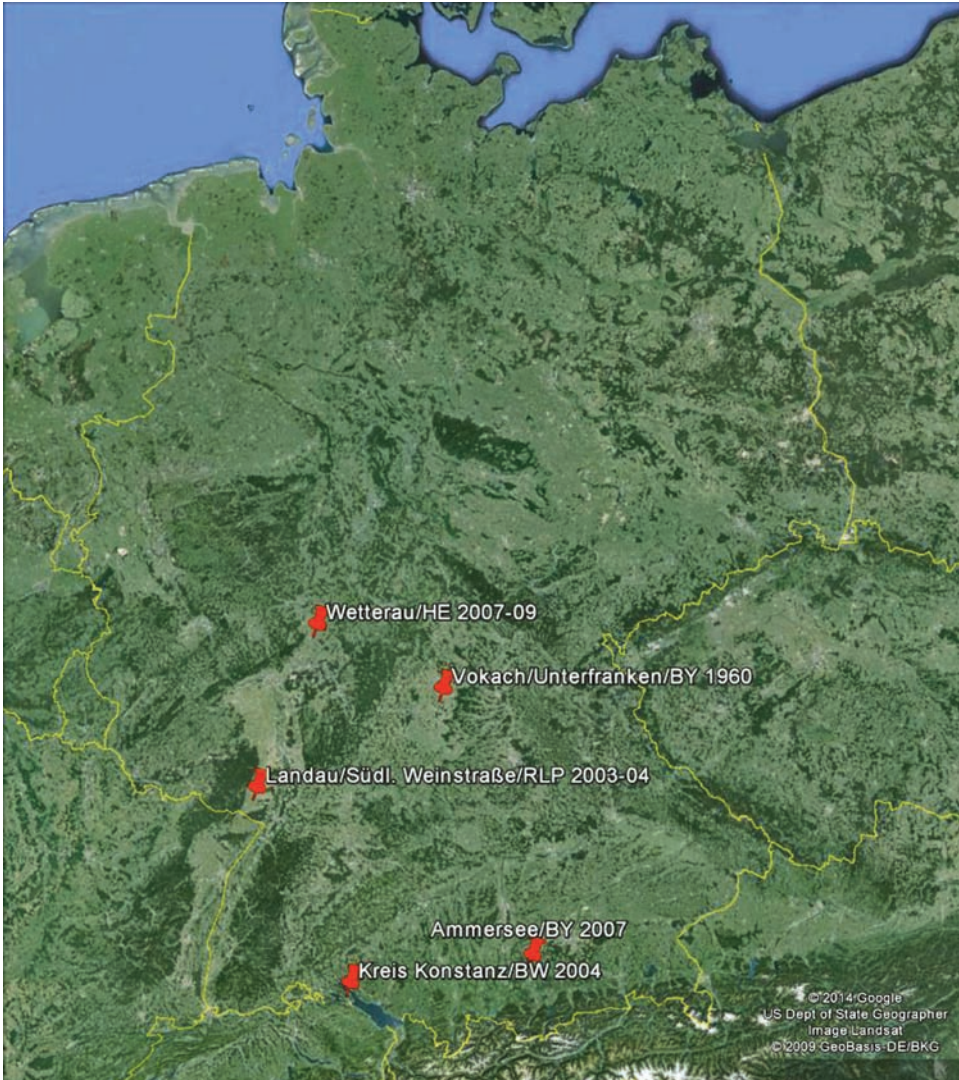 Wetterau/HE 2007-09
Vokach/Unterfranken/BY 1960
Landau/Südl. Weinstraße/RLP 2003-04
Ammersee/BY 2007
Kreis Konstanz/BW 2004
© 2014 Google
US Dept of State Geographer
Image Landsat
© 2009 GeoBasis-DE/BKG